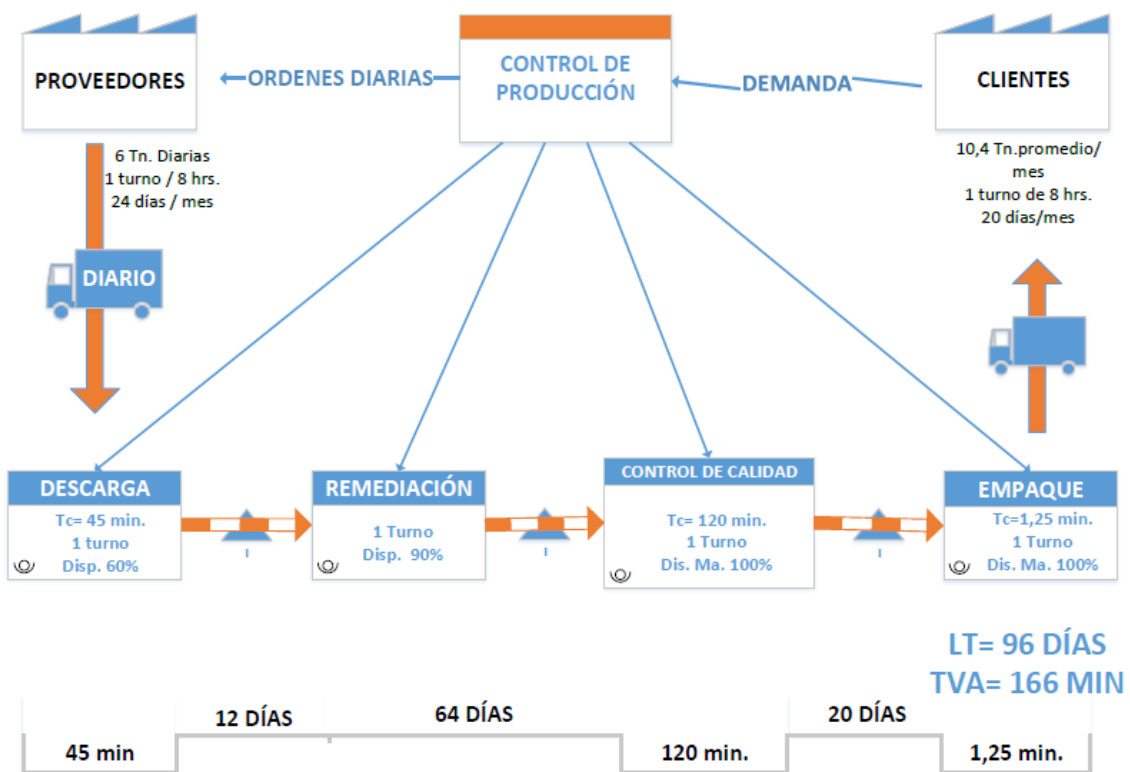 PROVEEDORES
ORDENES DIARIAS
CONTROL DE
PRODUCCIÓN
DEMANDA
CLIENTES
6 Tn. Diarias
1 turno / 8 hrs.
24 días / mes
10,4 Tn.promedio/
mes
1 turno de 8 hrs.
20 días/mes
DIARIO
DESCARGA
Tc= 45 min.
1 turno
Disp. 60%
I
REMEDIACIÓN
1 Turno
Disp. 90%
I
CONTROL DE CALIDAD
Tc= 120 min.
1 Turno
Dis. Ma. 100%
I
EMPAQUE
Tc=1,25 min.
1 Turno
Dis. Ma. 100%
LT= 96 DÍAS
TVA= 166 MIN
45 min
12 DÍAS
64 DÍAS
120 min.
20 DÍAS
1,25 min.